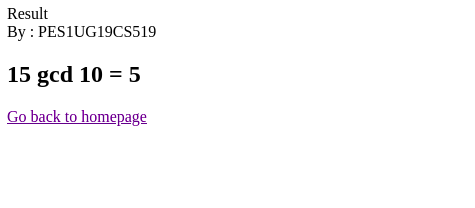 Result
By : PES1UG19CS519
15 gcd 10 = 5
Go back to homepage